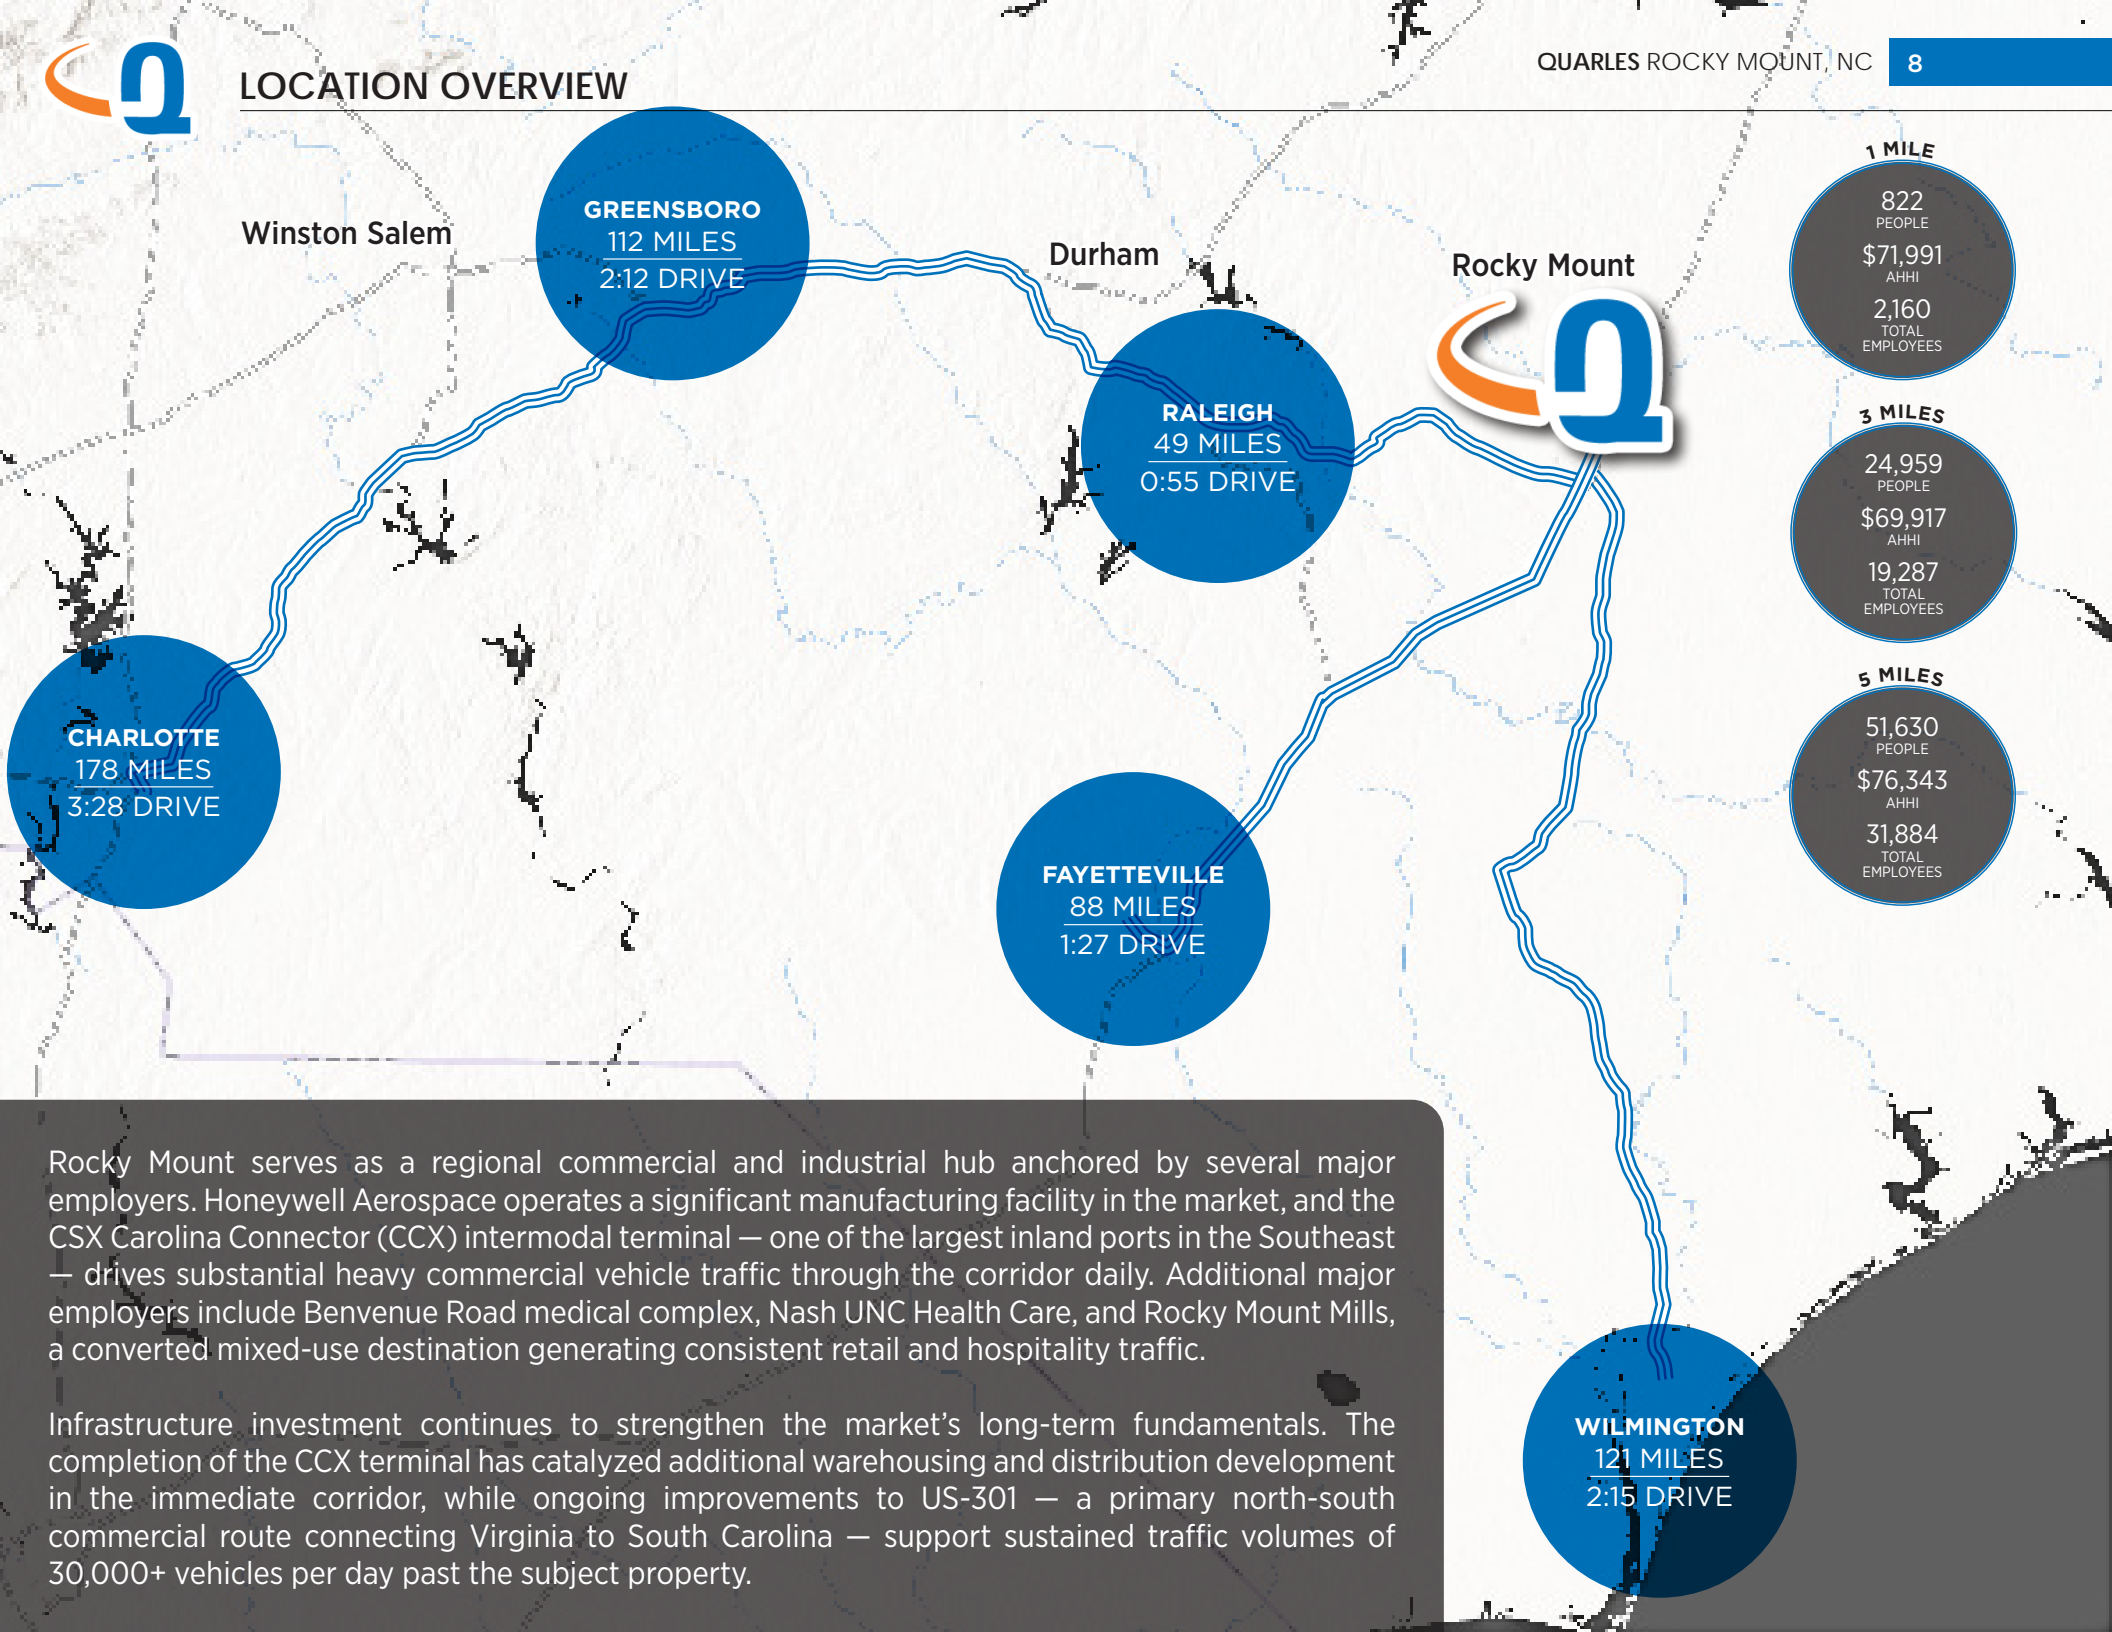 LOCATION OVERVIEW
QUARLES ROCKY MOUNT, NC
8
Winston Salem
GREENSBORO
112 MILES
2:12 DRIVE
Durham
Rocky Mount
RALEIGH
49 MILES
0:55 DRIVE
CHARLOTTE
178 MILES
3:28 DRIVE
FAYETTEVILLE
88 MILES
1:27 DRIVE
WILMINGTON
121 MILES
2:15 DRIVE
1 MILE
822
PEOPLE
$71,991
AHHI
2,160
TOTAL
EMPLOYEES
3 MILES
24,959
PEOPLE
$69,917
AHHI
19,287
TOTAL
EMPLOYEES
5 MILES
51,630
PEOPLE
$76,343
AHHI
31,884
TOTAL
EMPLOYEES
Rocky Mount serves as a regional commercial and industrial hub anchored by several major
employers. Honeywell Aerospace operates a significant manufacturing facility in the market, and the
CSX Carolina Connector (CCX) intermodal terminal — one of the largest inland ports in the Southeast
— drives substantial heavy commercial vehicle traffic through the corridor daily. Additional major
employers include Benvenue Road medical complex, Nash UNC Health Care, and Rocky Mount Mills,
a converted mixed-use destination generating consistent retail and hospitality traffic.
Infrastructure investment continues to strengthen the market’s long-term fundamentals. The
completion of the CCX terminal has catalyzed additional warehousing and distribution development
in the immediate corridor, while ongoing improvements to US-301 — a primary north-south
commercial route connecting Virginia to South Carolina — support sustained traffic volumes of
30,000+ vehicles per day past the subject property.